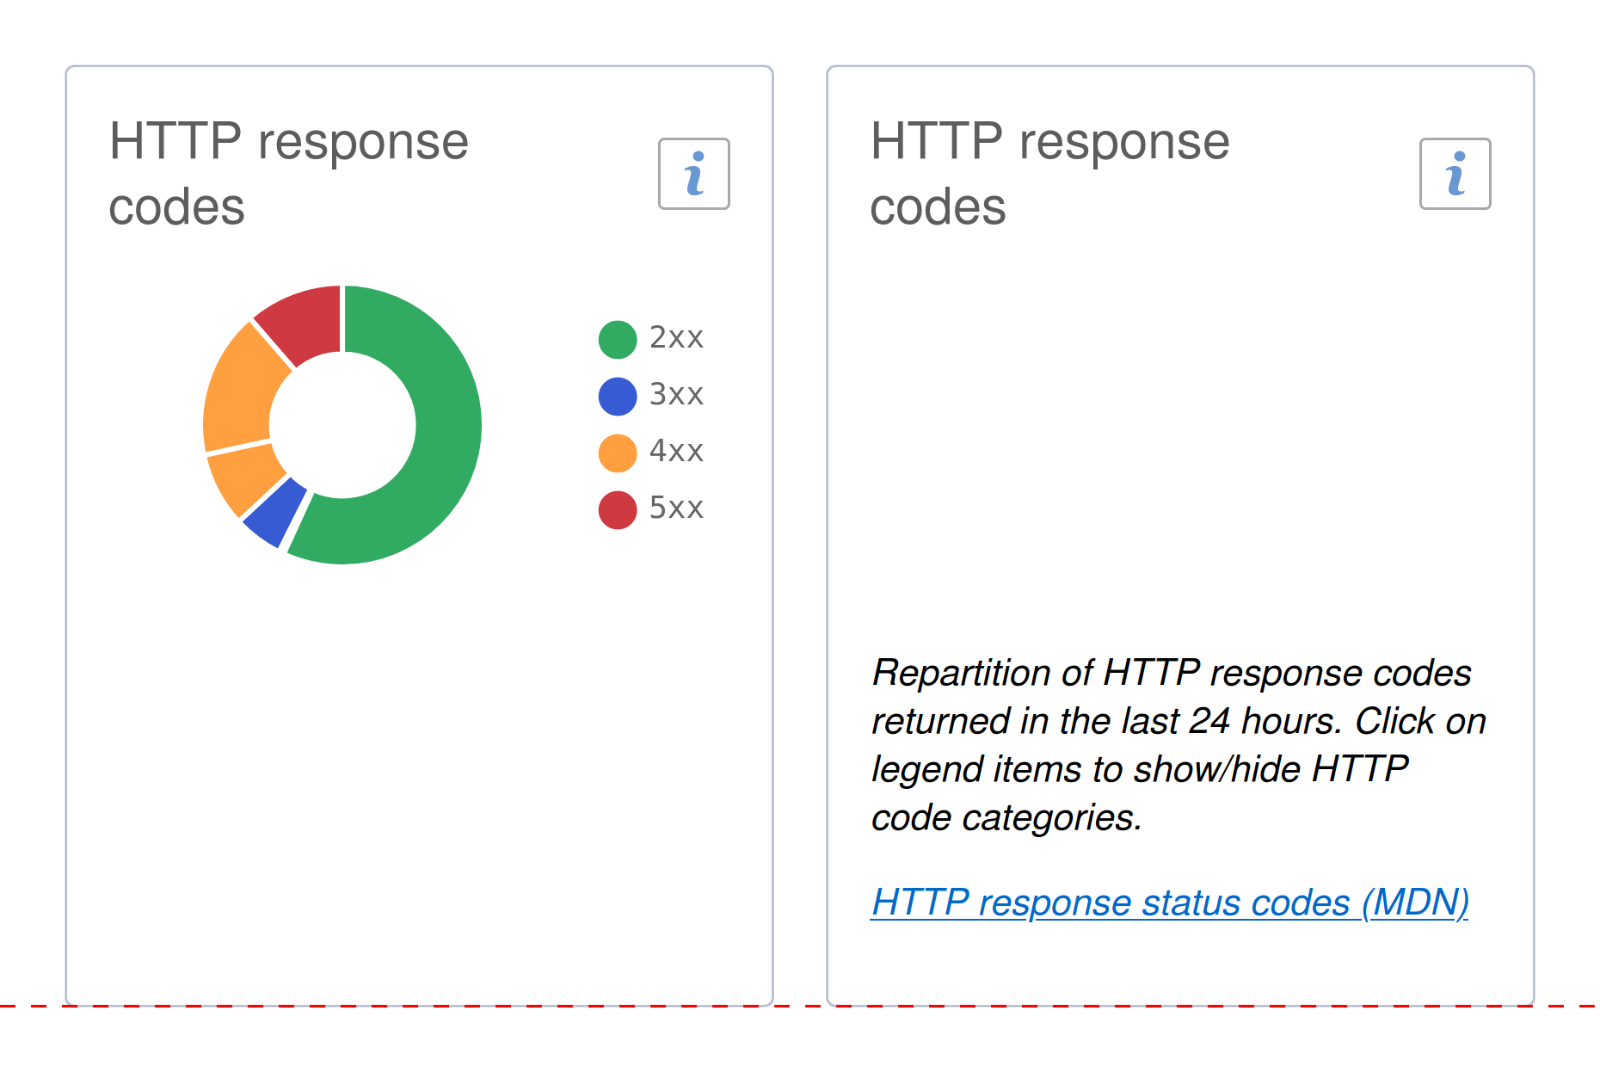 HTTP response
codes
i
2xx
3xx
4xx
5xx
HTTP response
codes
i
Repartition of HTTP response codes
returned in the last 24 hours. Click on
legend items to show/hide HTTP
code categories.
HTTP response status codes (MDN)